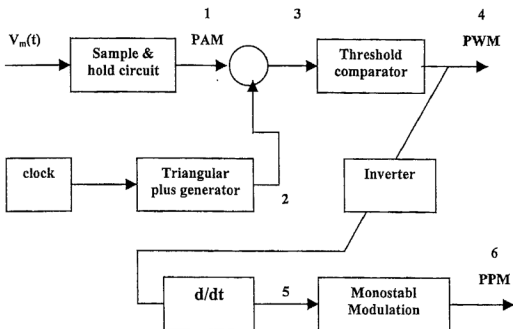 1
3
4
V_m(t)
PAM
PWM
Sample &
hold circuit
Threshold
comparator
clock
Triangular
plus generator
2
Inverter
6
PPM
d/dt
5
Monostabl
Modulation